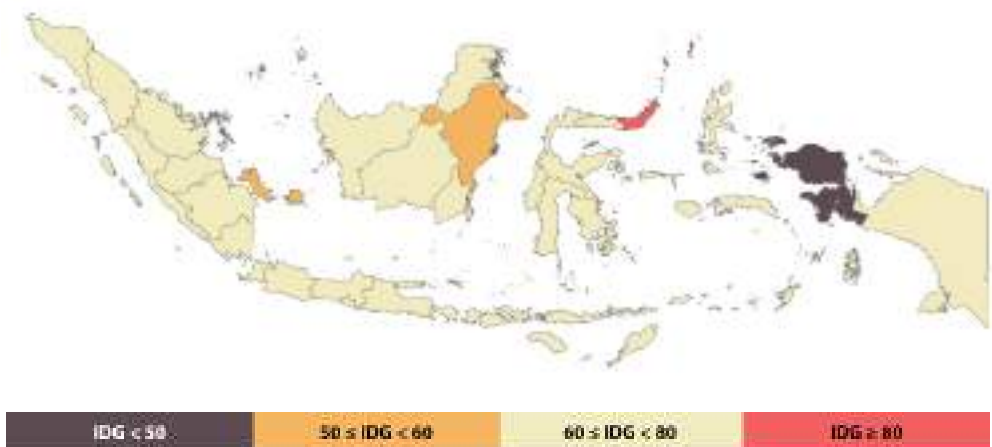 IDG < 50
50 ≤ IDG < 60
60 ≤ IDG < 80
IDG ≥ 80